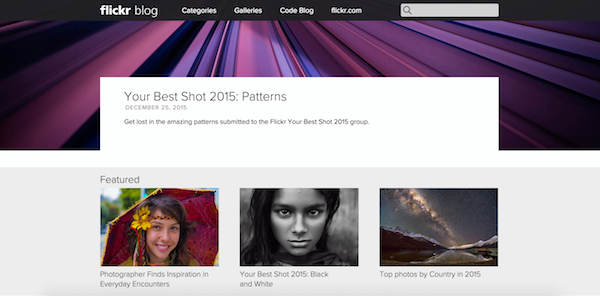 flickr blog Categories Galleries Code Blog flickr.com
Your Best Shot 2015: Patterns
DECEMBER 25, 2015
Get lost in the amazing patterns submitted to the Flickr Your Best Shot 2015 group.
Featured
Photographer Finds Inspiration in
Everyday Encounters
Your Best Shot 2015: Black
and White
Top photos by Country in 2015